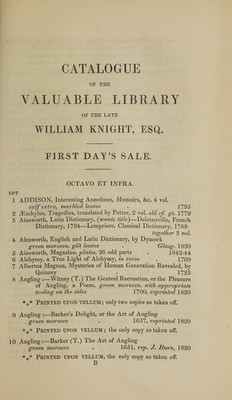 CATALOGUE
OF THE
VALUABLE LIBRARY
OF THE LATE
WILLIAM KNIGHT, ESQ.
FIRST DAY'S SALE.
OCTAVO ET INFRA.
LOT
1 ADDISON, Interesting Anecdotes, Memoirs, &c. 4 vol.
calf extra, marbled leaves 1795
2 Æschylus, Tragedies, translated by Potter, 2 vol. old cf. gt. 1779
3 Ainsworth, Latin Dictionary, (wants title)—Deletanville, French
Dictionary, 1794—Lempriere, Classical Dictionary, 1788
together 3 vol.
4 Ainsworth, English and Latin Dictionary, by Dymock
green morocco, gilt leaves Glasg. 1830
5 Ainsworth, Magazine, plates, 26 odd parts 1842-44
6 Alchymy, a True Light of Alchymy, in verse 1709
7 Albertus Magnus, Mysteries of Human Generation Revealed, by
Quincey 1725
8 Angling:—Witney (T.) The Genteel Recreation, or the Pleasure
of Angling, a Poem, green morocco, with appropriate
tooling on the sides 1700, reprinted 1820
*** PRINTED UPON VELLUM; only two copies so taken off.
9 Angling:—Barker's Delight, or the Art of Angling
green morocco 1657, reprinted 1820
*** PRINTED UPON VELLUM; the only copy so taken off.
10 Angling:—Barker (T.) The Art of Angling
green morocco 1651, rep. J. Burn, 1820
*** PRINTED UPON VELLUM, the only copy so taken off.
B